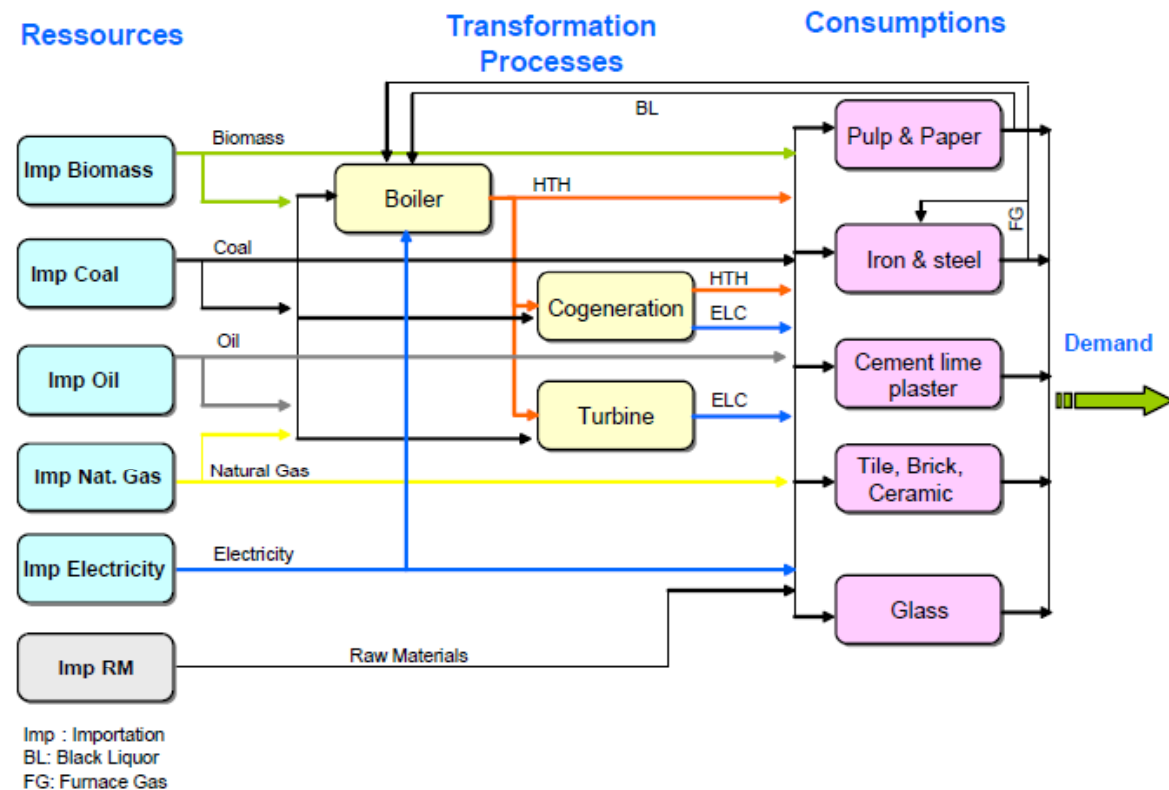 Ressources
Transformation
Processes
Consumptions
BL
Biomass
Imp Biomass
Pulp & Paper
Boiler
HTH
FG
Coal
Imp Coal
Iron & steel
HTH
Cogeneration
ELC
Oil
Imp Oil
Cement lime
plaster
Demand
ELC
Turbine
Imp Nat. Gas
Natural Gas
Tile, Brick,
Ceramic
Electricity
Imp Electricity
Glass
Imp RM
Raw Materials
Imp : Importation
BL: Black Liquor
FG: Furnace Gas